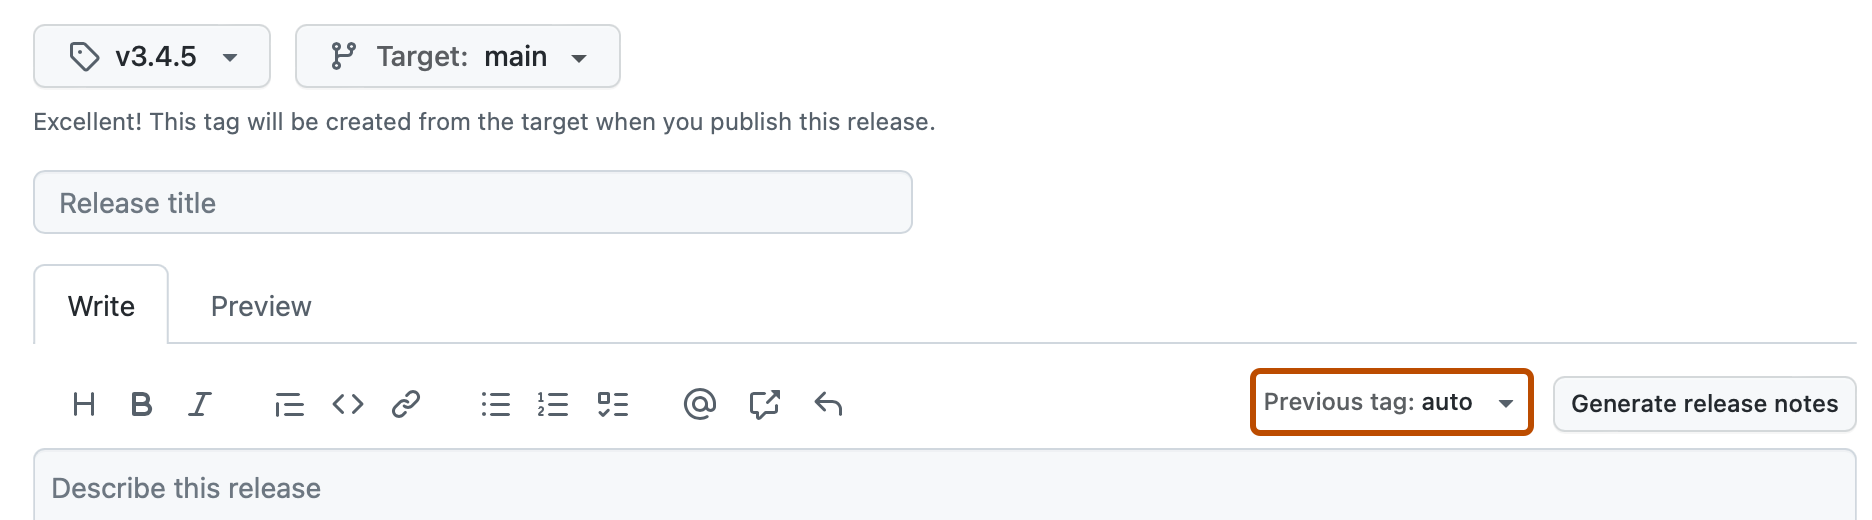 v3.4.5 Target: main
Excellent! This tag will be created from the target when you publish this release.
Release title
Write Preview
Previous tag: auto Generate release notes
Describe this release